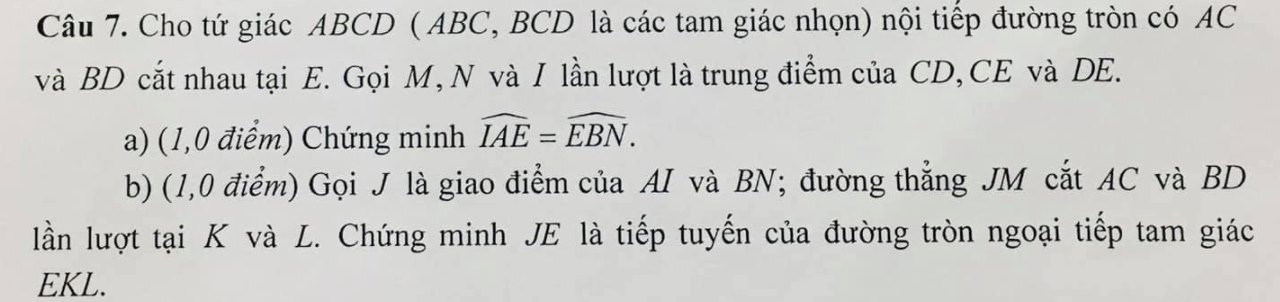 Câu 7. Cho tứ giác ABCD ( ABC, BCD là các tam giác nhọn) nội tiếp đường tròn có AC
và BD cắt nhau tại E. Gọi M, N và I lần lượt là trung điểm của CD, CE và DE.
a) (1,0 điểm) Chứng minh \widehat{IAE} = \widehat{EBN}.
b) (1,0 điểm) Gọi J là giao điểm của AI và BN; đường thẳng JM cắt AC và BD
lần lượt tại K và L. Chứng minh JE là tiếp tuyến của đường tròn ngoại tiếp tam giác
EKL.